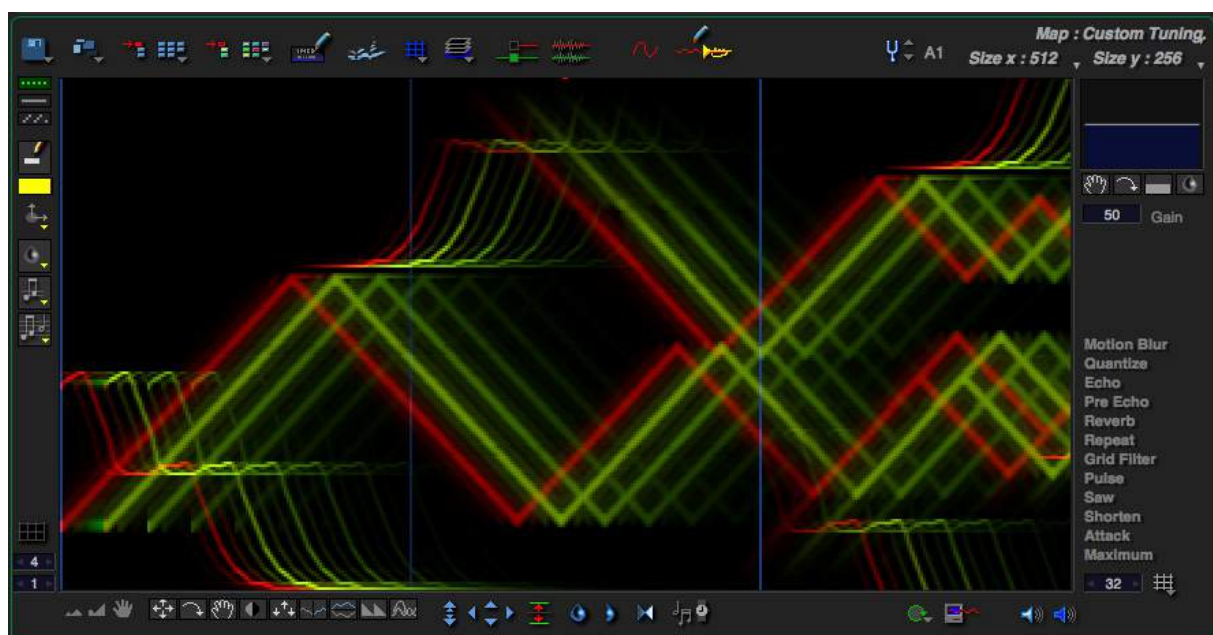 Map : Custom Tuning.
A1
Size x : 512
Size y : 256
50 Gain
Motion Blur
Quantize
Echo
Pre Echo
Reverb
Repeat
Grid Filter
Pulse
Saw
Shorten
Attack
Maximum
4
1
32